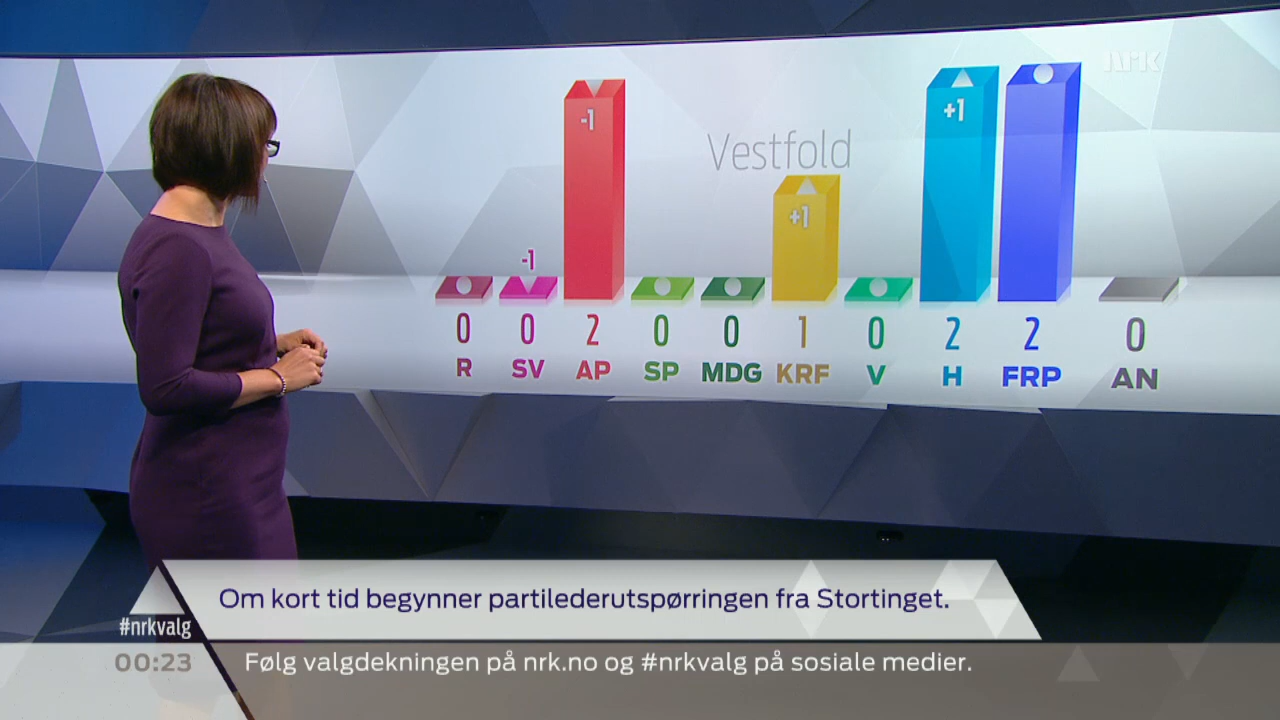 nrk
-1
+1
Vestfold
+1
-1
0 0 2 0 0 1 0 2 2 0
R SV AP SP MDG KRF V H FRP AN
Om kort tid begynner partilederutspørringen fra Stortinget.
#nrkvalg
00:23 Følg valgdekningen på nrk.no og #nrkvalg på sosiale medier.